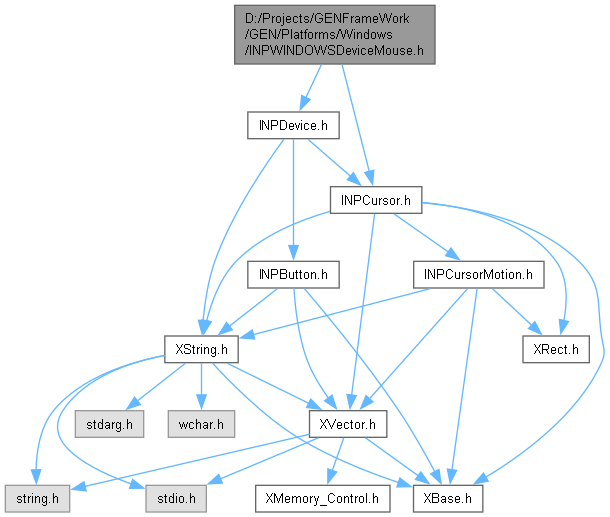 D:/Projects/GENFrameWork
/GEN/Platforms/Windows
/INPWINDOWSDeviceMouse.h
INPDevice.h
INPCursor.h
INPButton.h
INPCursorMotion.h
XString.h
XRect.h
stdarg.h
wchar.h
XVector.h
string.h
stdio.h
XMemory_Control.h
XBase.h